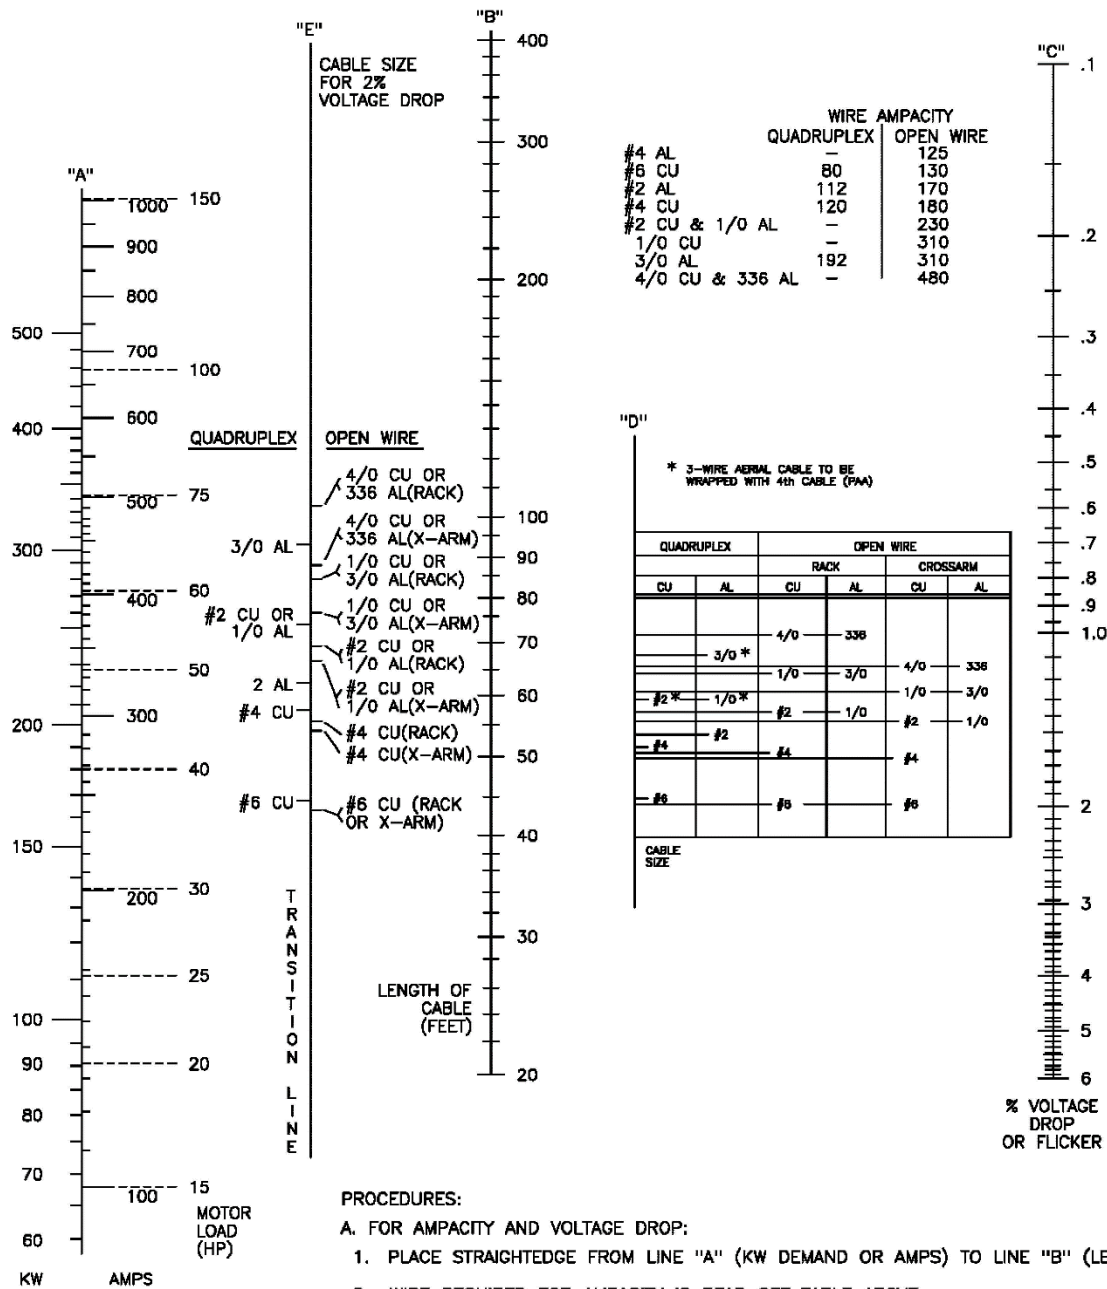 "A"
1000
900
800
700
600
500
400
300
200
100
150
100
75
60
50
40
30
25
20
15
MOTOR
LOAD
(HP)
500
400
300
200
150
100
90
80
70
60
KW
AMPS
"E"
CABLE SIZE
FOR 2%
VOLTAGE DROP
QUADRUPLEX
OPEN WIRE
3/0 AL
#2 CU OR
1/0 AL
2 AL
#4 CU
#6 CU
4/0 CU OR
336 AL(RACK)
4/0 CU OR
336 AL(X-ARM)
1/0 CU OR
3/0 AL(RACK)
1/0 CU OR
3/0 AL(X-ARM)
#2 CU OR
1/0 AL(RACK)
#2 CU OR
1/0 AL(X-ARM)
#4 CU(RACK)
#4 CU(X-ARM)
#6 CU (RACK
OR X-ARM)
TRANSITION LINE
"B"
400
300
200
100
90
80
70
60
50
40
30
20
LENGTH OF
CABLE
(FEET)
WIRE AMPACITY
QUADRUPLEX OPEN WIRE
#4 AL - 125
#6 CU 80 130
#2 AL 112 170
#4 CU 120 180
#2 CU & 1/0 AL - 230
1/0 CU - 310
3/0 AL 192 310
4/0 CU & 336 AL - 480
"D"
* 3-WIRE AERIAL CABLE TO BE
WRAPPED WITH 4th CABLE (PAA)
QUADRUPLEX OPEN WIRE
RACK CROSSARM
CU AL CU AL CU AL
4/0 336
3/0 *
4/0 336
1/0 3/0
1/0 3/0
#2 * 1/0 *
#2 1/0
#2 1/0
#2
#4
#4
#4
#6
#6 #6
CABLE
SIZE
"C"
.1
.2
.3
.4
.5
.6
.7
.8
.9
1.0
2
3
4
5
6
% VOLTAGE
DROP
OR FLICKER
PROCEDURES:
A. FOR AMPACITY AND VOLTAGE DROP:
1. PLACE STRAIGHTEDGE FROM LINE "A" (KW DEMAND OR AMPS) TO LINE "B" (LE